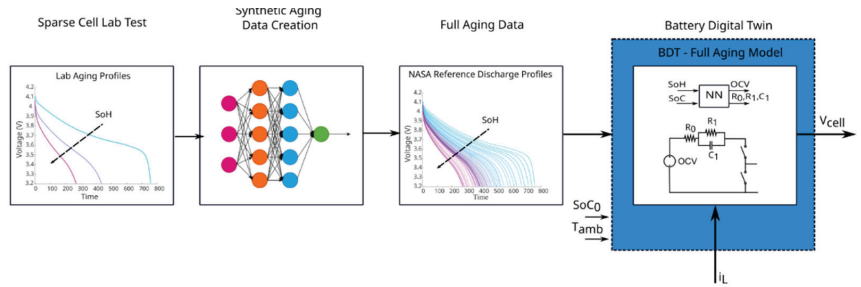 Sparse Cell Lab Test
Synthetic Aging
Data Creation
Full Aging Data
Battery Digital Twin
BDT - Full Aging Model
Lab Aging Profiles
Voltage (V)
4.2
4.1
4
3.9
3.8
3.7
3.6
3.5
3.4
3.3
3.2
SoH
0 100 200 300 400 500 600 700 800
Time
NASA Reference Discharge Profiles
Voltage (V)
4.2
4.1
4
3.9
3.8
3.7
3.6
3.5
3.4
3.3
3.2
SoH
0 100 200 300 400 500 600 700 800
Time
SoH
SoC
NN
OCV
R0,R1,C1
R0
R1
C1
OCV
Vcell
SoC0
Tamb
iL